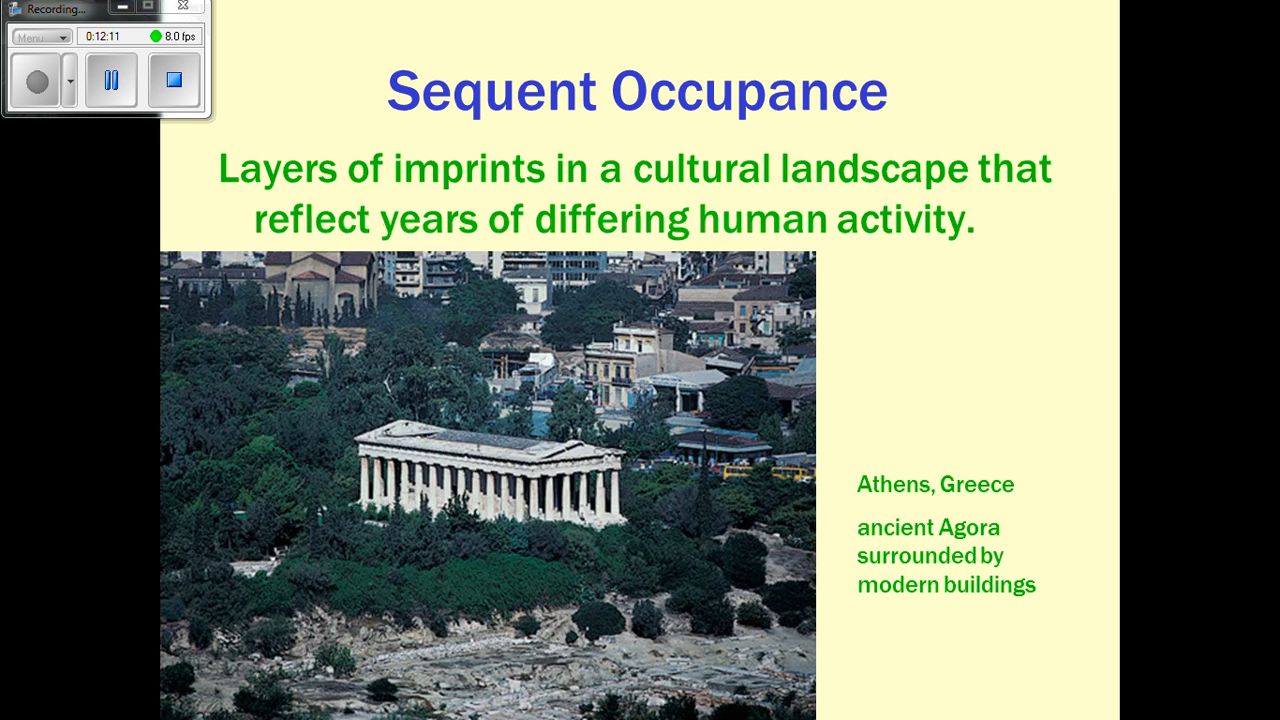 Recording...
Menu
0:12:11
8.0 fps
Sequent Occupance
Layers of imprints in a cultural landscape that
reflect years of differing human activity.
Athens, Greece
ancient Agora
surrounded by
modern buildings